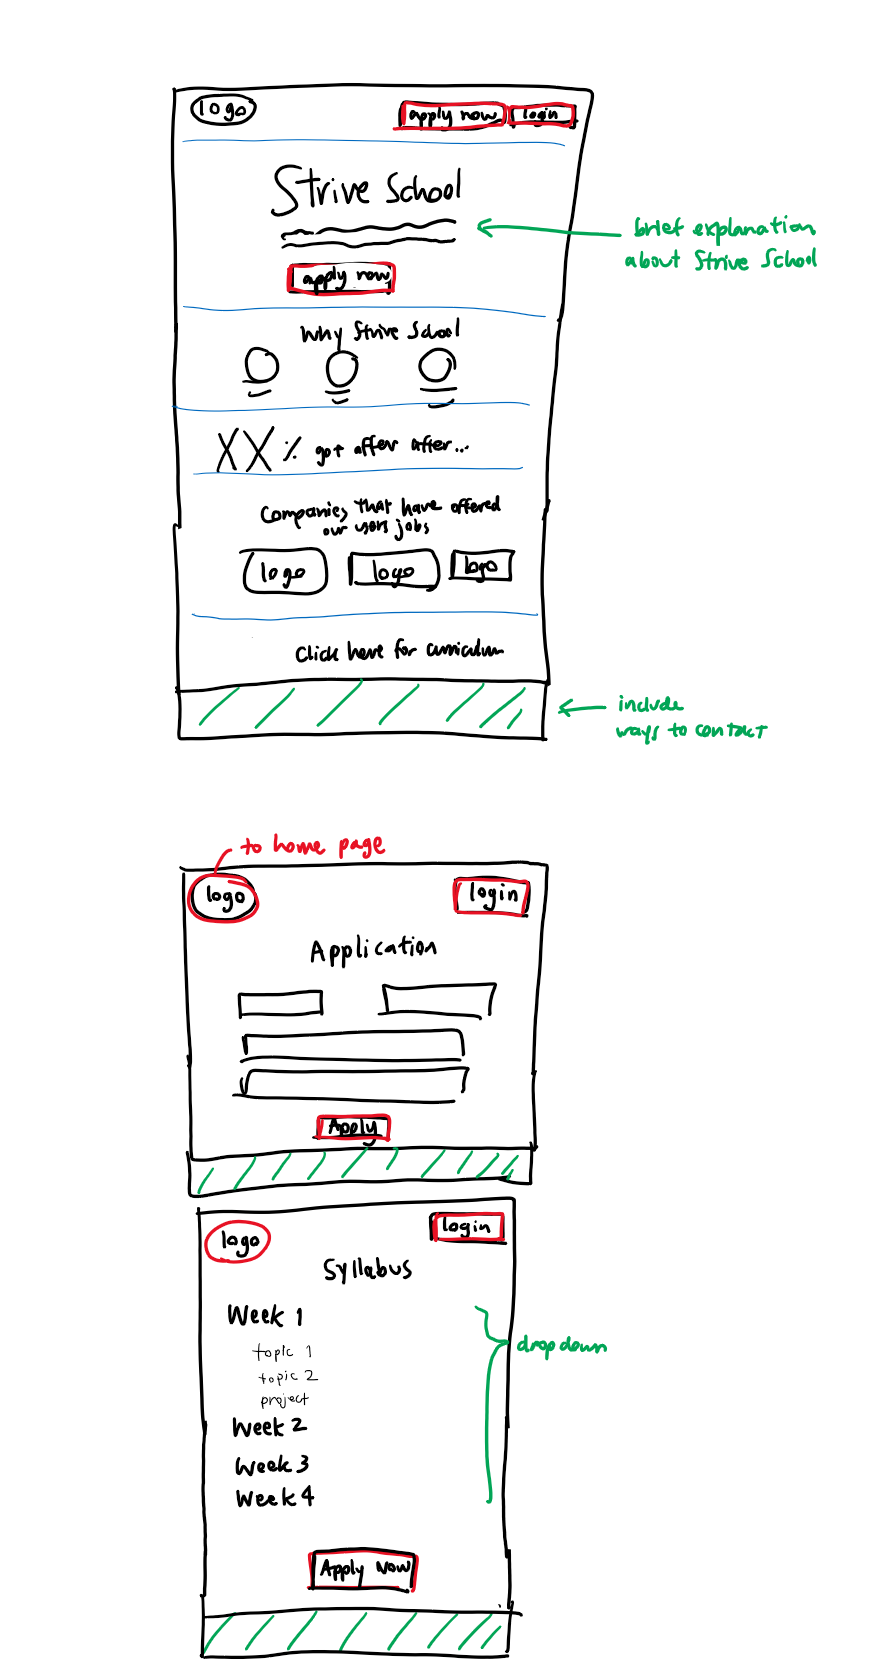 logo
apply now
login
Strive School
brief explanation
about Strive School
apply now
Why Strive School
XX % got offer after...
Companies that have offered
our users jobs
logo
logo
logo
Click here for curriculum
include
ways to contact
to home page
logo
login
Application
Apply
logo
login
Syllabus
Week 1
topic 1
topic 2
project
dropdown
Week 2
Week 3
Week 4
Apply Now